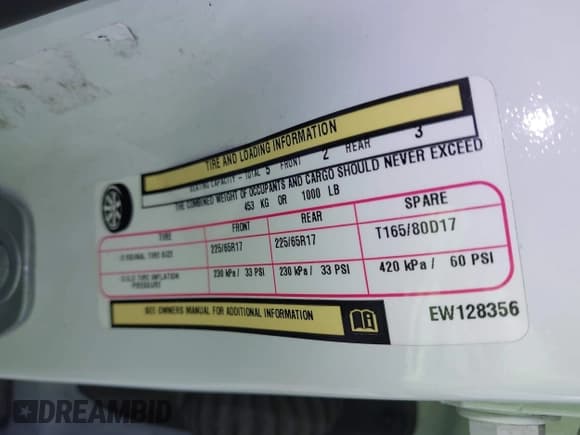 TIRE AND LOADING INFORMATION
SEATING CAPACITY - TOTAL 5 FRONT 2 REAR 3
THE COMBINED WEIGHT OF OCCUPANTS AND CARGO SHOULD NEVER EXCEED
453 KG OR 1000 LB
TIRE FRONT REAR SPARE
ORIGINAL TIRE SIZE 225/65R17 225/65R17 T165/80D17
COLD TIRE INFLATION PRESSURE 230 kPa / 33 PSI 230 kPa / 33 PSI 420 kPa / 60 PSI
SEE OWNERS MANUAL FOR ADDITIONAL INFORMATION
EW128356
DREAMBID